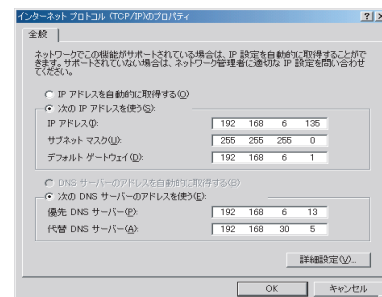 インターネット プロトコル (TCP/IP)のプロパティ
全般
ネットワークでこの機能がサポートされている場合は、IP 設定を自動的に取得することがで
きます。サポートされていない場合は、ネットワーク管理者に適切な IP 設定を問い合わせ
てください。
IP アドレスを自動的に取得する(O)
次の IP アドレスを使う(S):
IP アドレス(I): 192 168 6 135
サブネット マスク(U): 255 255 255 0
デフォルト ゲートウェイ(D): 192 168 6 1
DNS サーバーのアドレスを自動的に取得する(B)
次の DNS サーバーのアドレスを使う(E):
優先 DNS サーバー(P): 192 168 6 13
代替 DNS サーバー(A): 192 168 30 5
詳細設定(V)...
OK キャンセル